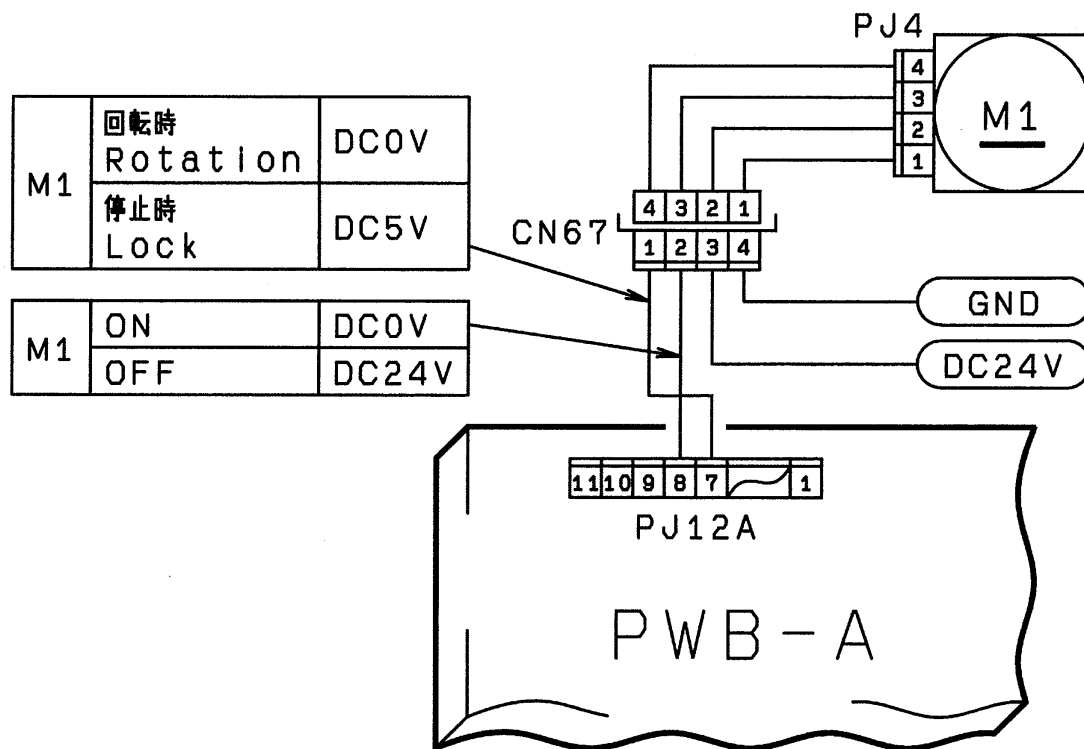 PJ4
4
3
2
1
M1
M1
回転時
Rotation
DC0V
停止時
Lock
DC5V
CN67
4 3 2 1
1 2 3 4
M1
ON
DC0V
OFF
DC24V
GND
DC24V
11 10 9 8 7 1
PJ12A
PWB-A